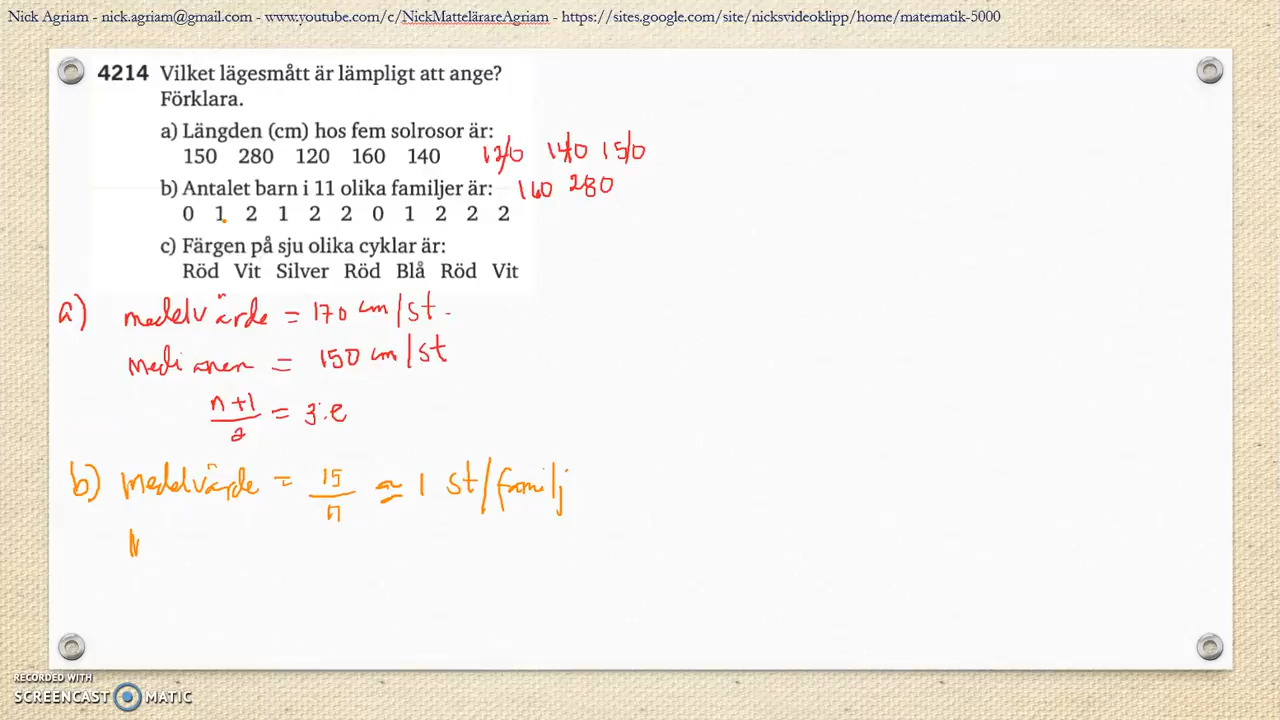 Nick Agriam - nick.agriam@gmail.com - www.youtube.com/c/NickMattelärareAgriam - https://sites.google.com/site/nicksvideoklipp/home/matematik-5000
4214 Vilket lägesmått är lämpligt att ange?
Förklara.
a) Längden (cm) hos fem solrosor är:
150 280 120 160 140
120 140 150
160 280
b) Antalet barn i 11 olika familjer är:
0 1 2 1 2 2 0 1 2 2 2
c) Färgen på sju olika cyklar är:
Röd Vit Silver Röd Blå Röd Vit
a) medelvärde = 170 cm/st.
medianen = 150 cm/st
n+1/2 = 3:e
b) medelvärde = 15/11 ≈ 1 st/familj
RECORDED WITH
SCREENCAST MATIC